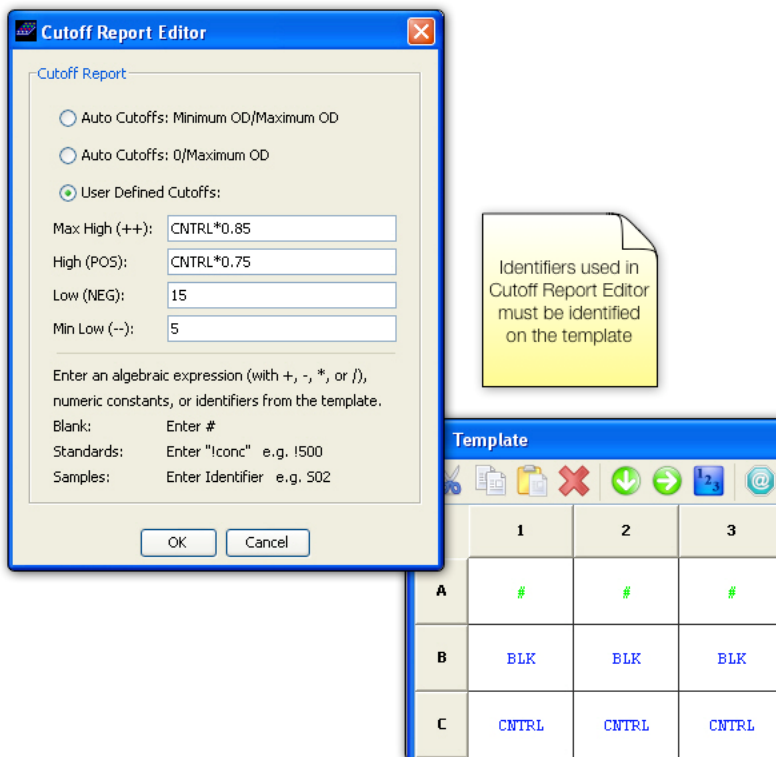 Cutoff Report Editor
Cutoff Report
Auto Cutoffs: Minimum OD/Maximum OD
Auto Cutoffs: 0/Maximum OD
User Defined Cutoffs:
Max High (++): CNTRL*0.85
High (POS): CNTRL*0.75
Low (NEG): 15
Min Low (--): 5
Enter an algebraic expression (with +, -, *, or /),
numeric constants, or identifiers from the template.
Blank: Enter #
Standards: Enter "!conc" e.g. !500
Samples: Enter Identifier e.g. S02
OK Cancel
Identifiers used in
Cutoff Report Editor
must be identified
on the template
Template
1 2 3
1 2 3
A # # #
B BLK BLK BLK
C CNTRL CNTRL CNTRL